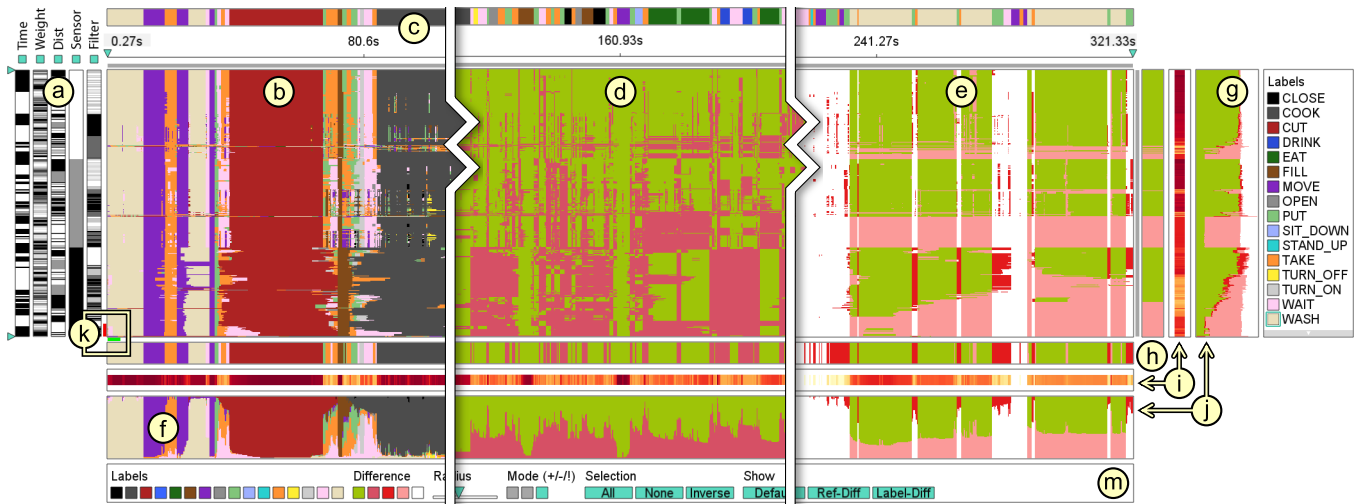 Time
Weight
Dist
Sensor
Filter
c
0.27s
80.6s
160.93s
241.27s
321.33s
a
b
d
e
g
Labels
CLOSE
COOK
CUT
DRINK
EAT
FILL
MOVE
OPEN
PUT
SIT_DOWN
STAND_UP
TAKE
TURN_OFF
TURN_ON
WAIT
WASH
k
h
i
j
f
Labels
Difference
Mode (+/-/!)
Selection
All
None
Inverse
Show
Ref-Diff
Label-Diff
m